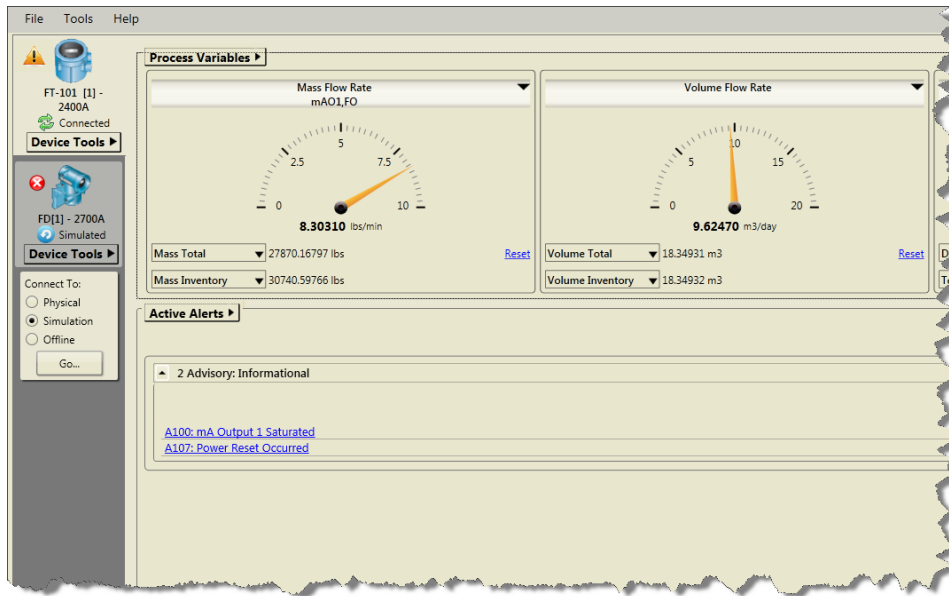 File Tools Help
FT-101 [1] -
2400A
Connected
Device Tools
FD[1] - 2700A
Simulated
Device Tools
Connect To:
Physical
Simulation
Offline
Go...
Process Variables
Mass Flow Rate
mAO1,FO
0 2.5 5 7.5 10
8.30310 lbs/min
Mass Total 27870.16797 lbs Reset
Mass Inventory 30740.59766 lbs
Volume Flow Rate
0 5 10 15 20
9.62470 m3/day
Volume Total 18.34931 m3 Reset
Volume Inventory 18.34932 m3
Active Alerts
2 Advisory: Informational
A100: mA Output 1 Saturated
A107: Power Reset Occurred